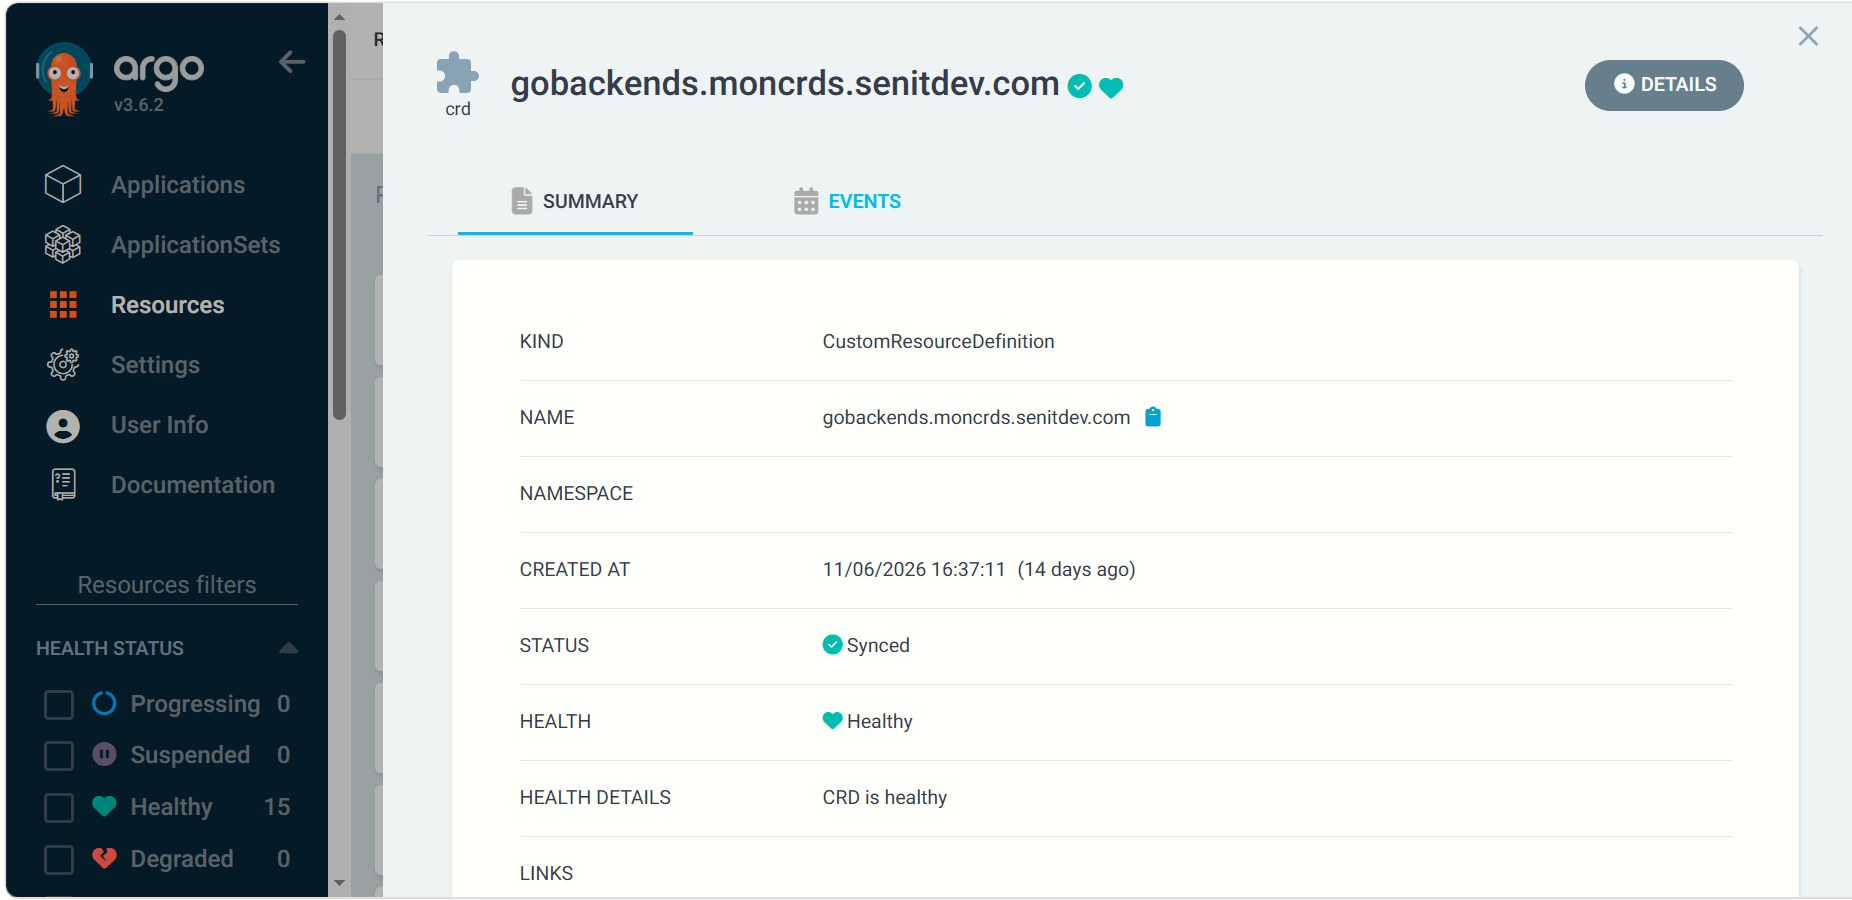 argo
v3.6.2
Applications
ApplicationSets
Resources
Settings
User Info
Documentation
Resources filters
HEALTH STATUS
Progressing 0
Suspended 0
Healthy 15
Degraded 0
crd
gobackends.moncrds.senitdev.com
DETAILS
SUMMARY
EVENTS
KIND CustomResourceDefinition
NAME gobackends.moncrds.senitdev.com
NAMESPACE
CREATED AT 11/06/2026 16:37:11 (14 days ago)
STATUS Synced
HEALTH Healthy
HEALTH DETAILS CRD is healthy
LINKS